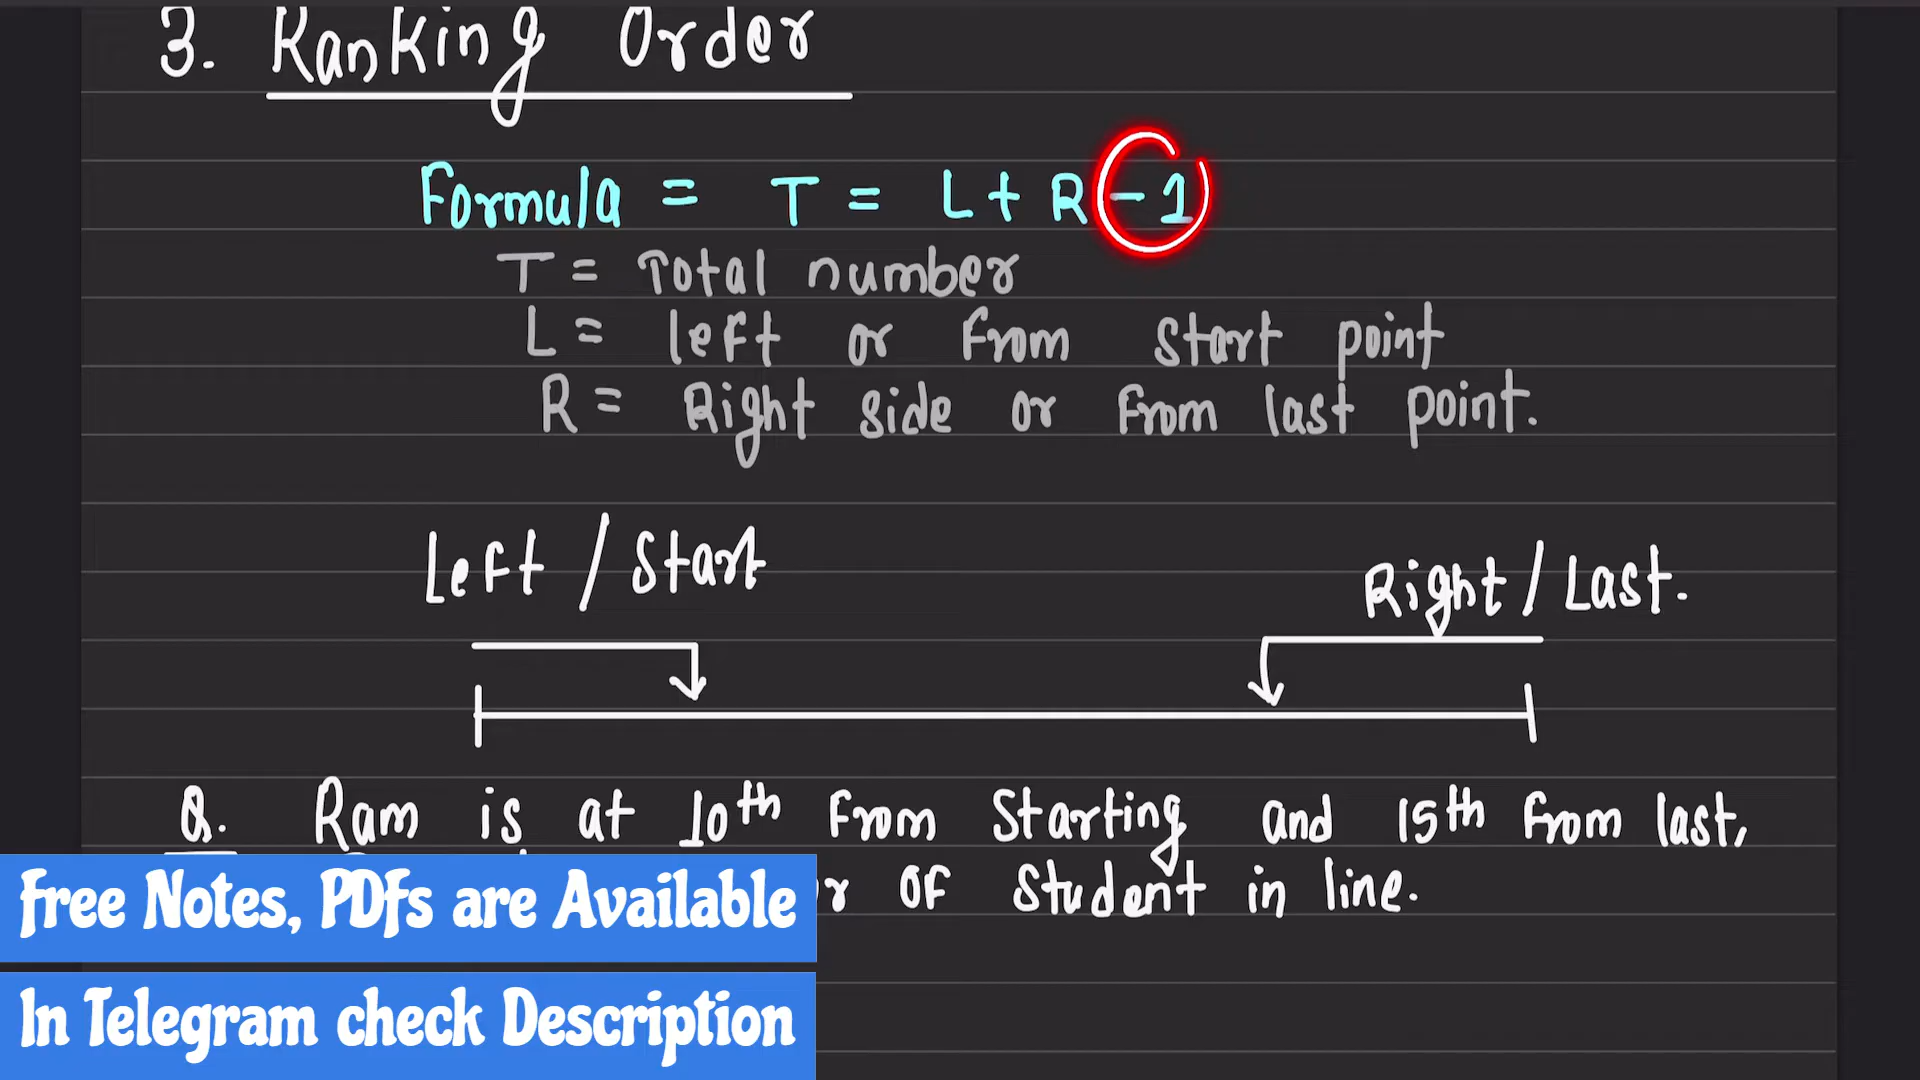 3. Ranking Order
Formula = T = L + R - 1
T = Total number
L = left or From start point
R = Right side or From last point.
Left / Start
Right / Last.
Q. Ram is at 10th From Starting and 15th From last,
OF Student in line.
Free Notes, PDFs are Available
In Telegram check Description